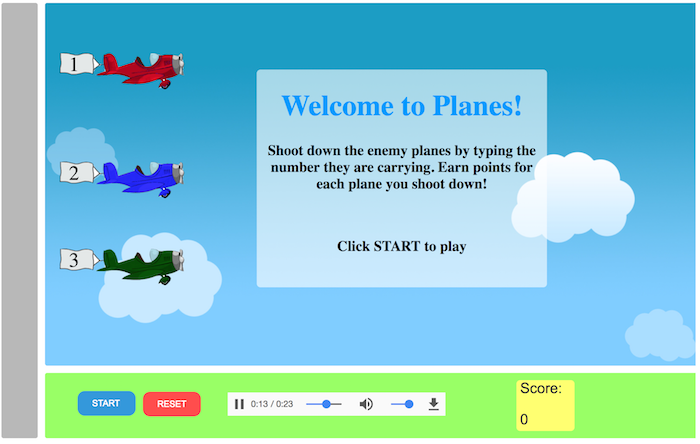 1
Welcome to Planes!
Shoot down the enemy planes by typing the
number they are carrying. Earn points for
each plane you shoot down!
2
Click START to play
3
START
RESET
0:13 / 0:23
Score:
0